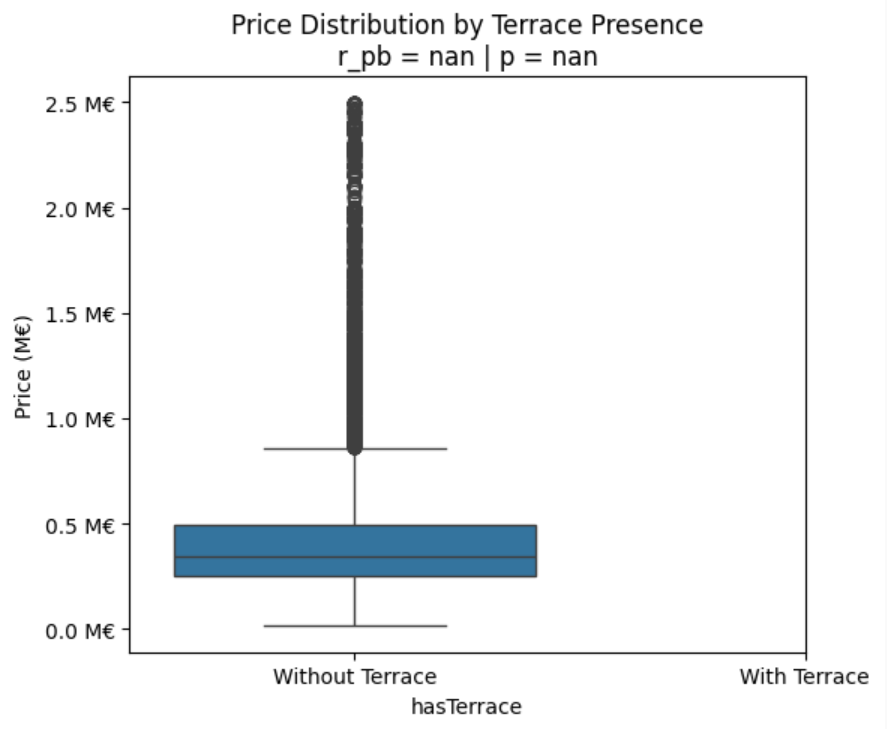 Price Distribution by Terrace Presence
r_pb = nan | p = nan
2.5 M€
2.0 M€
1.5 M€
1.0 M€
0.5 M€
0.0 M€
Price (M€)
Without Terrace
With Terrace
hasTerrace